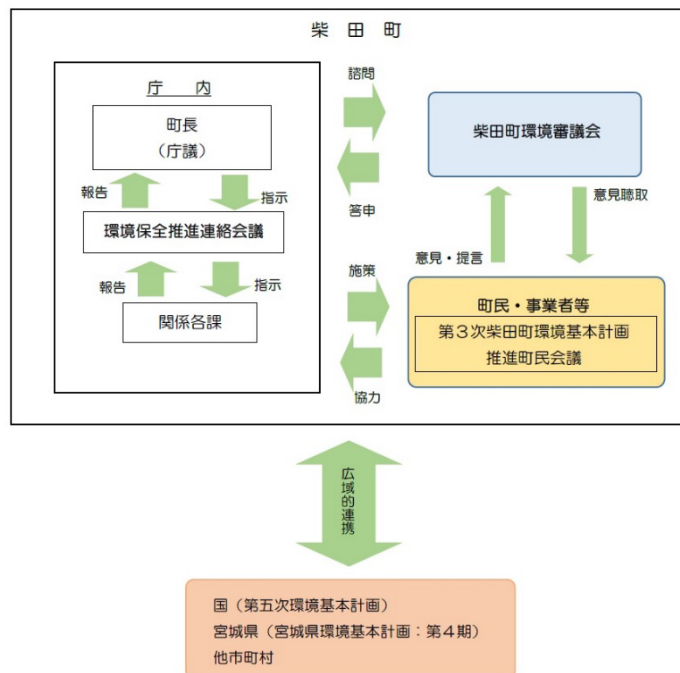 柴田町
庁内
町長
（庁議）
報告
指示
環境保全推進連絡会議
報告
指示
関係各課
諮問
答申
施策
協力
柴田町環境審議会
意見・提言
意見聴取
町民・事業者等
第３次柴田町環境基本計画
推進町民会議
広域的連携
国（第五次環境基本計画）
宮城県（宮城県環境基本計画：第４期）
他市町村